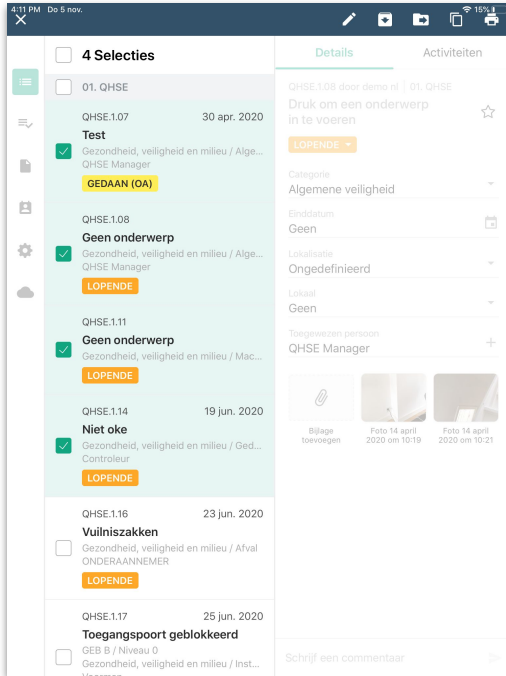 4:11 PM Do 5 nov.
15%
4 Selecties
01. QHSE
QHSE.1.07 30 apr. 2020
Test
Gezondheid, veiligheid en milieu / Alge...
QHSE Manager
GEDAAN (OA)
QHSE.1.08
Geen onderwerp
Gezondheid, veiligheid en milieu / Alge...
QHSE Manager
LOPENDE
QHSE.1.11
Geen onderwerp
Gezondheid, veiligheid en milieu / Mac...
LOPENDE
QHSE.1.14 19 jun. 2020
Niet oke
Gezondheid, veiligheid en milieu / Ged...
Controleur
LOPENDE
QHSE.1.16 23 jun. 2020
Vuilniszakken
Gezondheid, veiligheid en milieu / Afval
ONDERAANNEMER
LOPENDE
QHSE.1.17 25 jun. 2020
Toegangspoort geblokkeerd
GEB B / Niveau 0
Gezondheid, veiligheid en milieu / Inst...
Details Activiteiten
QHSE.1.08 door demo nl | 01. QHSE
Druk om een onderwerp
in te voeren
LOPENDE
Categorie
Algemene veiligheid
Einddatum
Geen
Lokalisatie
Ongedefinieerd
Lokaal
Geen
Toegewezen persoon
QHSE Manager
Bijlage
toevoegen
Foto 14 april
2020 om 10:19
Foto 14 april
2020 om 10:21
Schrijf een commentaar